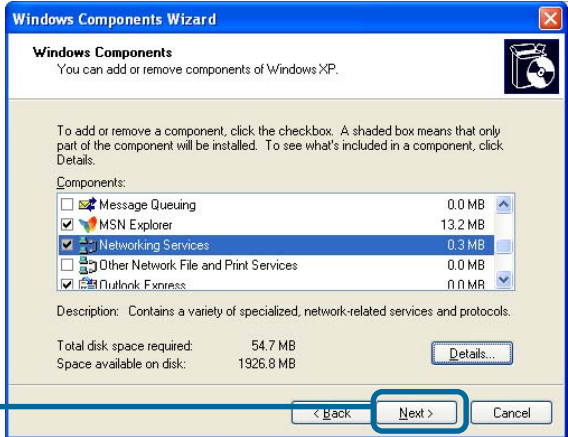 Windows Components Wizard
Windows Components
You can add or remove components of Windows XP.
To add or remove a component, click the checkbox. A shaded box means that only
part of the component will be installed. To see what's included in a component, click
Details.
Components:
Message Queuing 0.0 MB
MSN Explorer 13.2 MB
Networking Services 0.3 MB
Other Network File and Print Services 0.0 MB
Outlook Express 0.0 MB
Description: Contains a variety of specialized, network-related services and protocols.
Total disk space required: 54.7 MB
Space available on disk: 1926.8 MB
Details...
< Back Next > Cancel